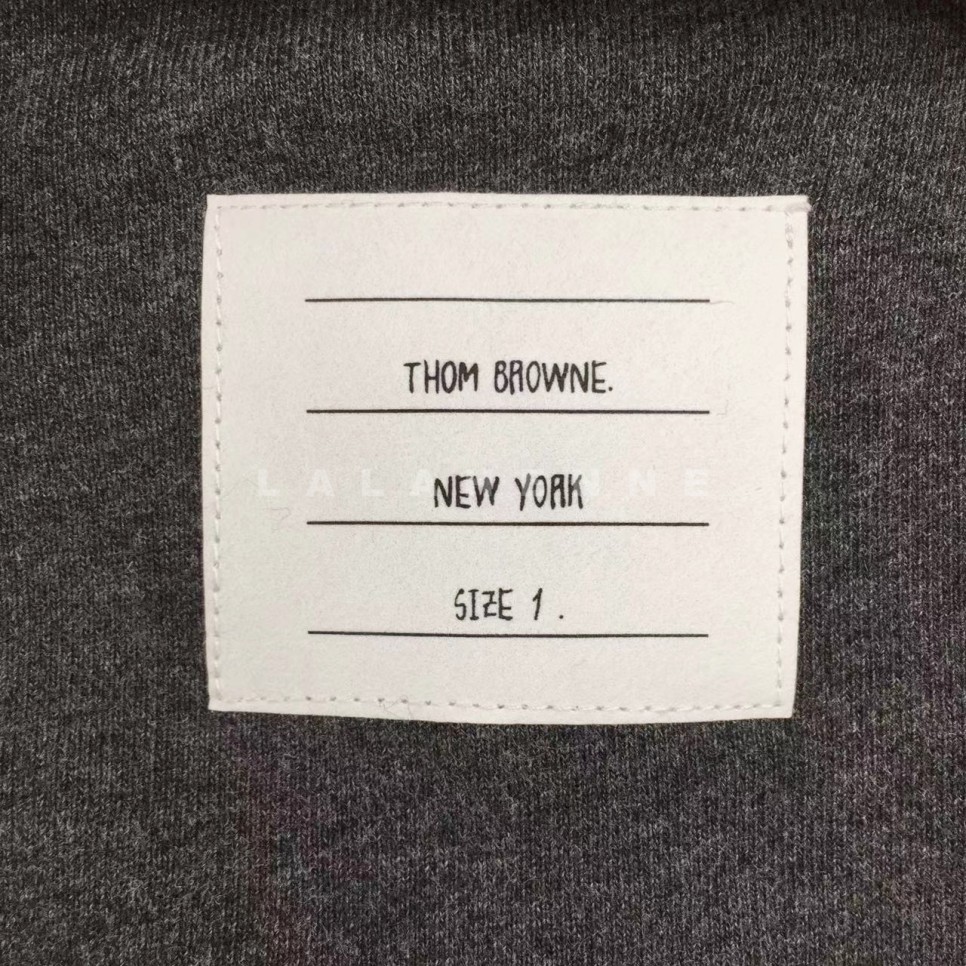 THOM BROWNE.
NEW YORK
SIZE 1 .